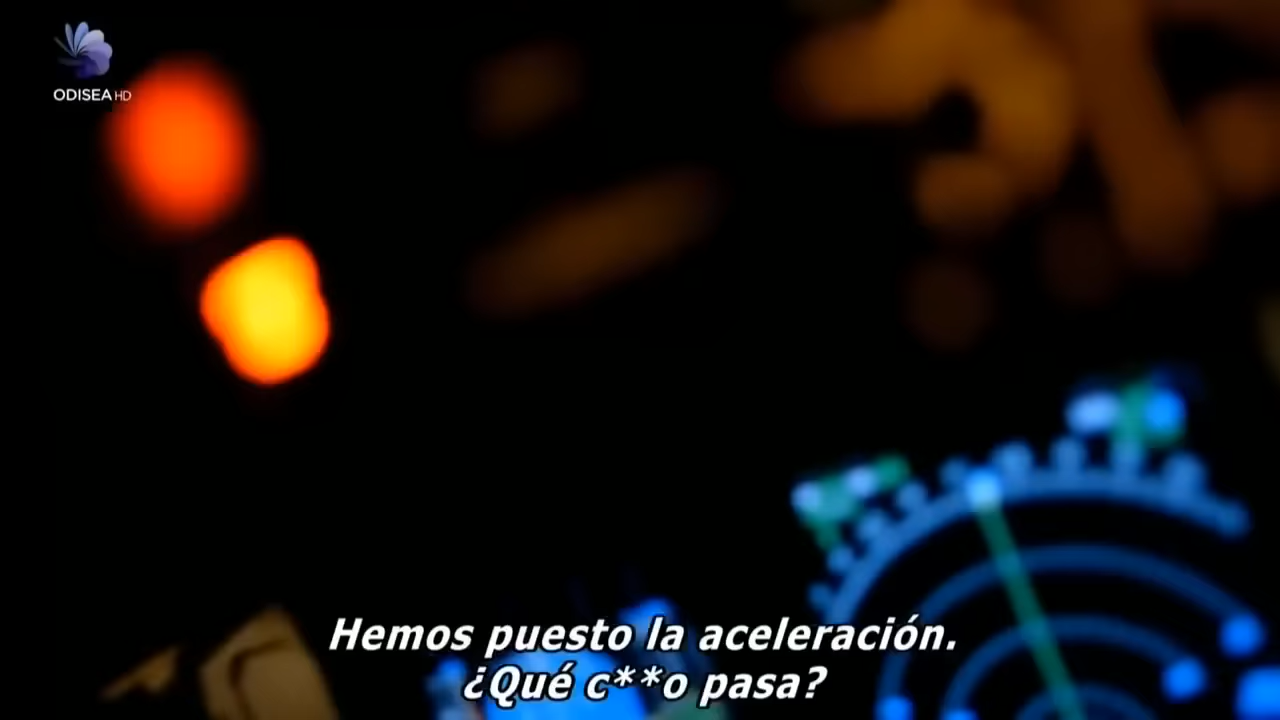 ODISEA HD
Hemos puesto la aceleración.
¿Qué c**o pasa?